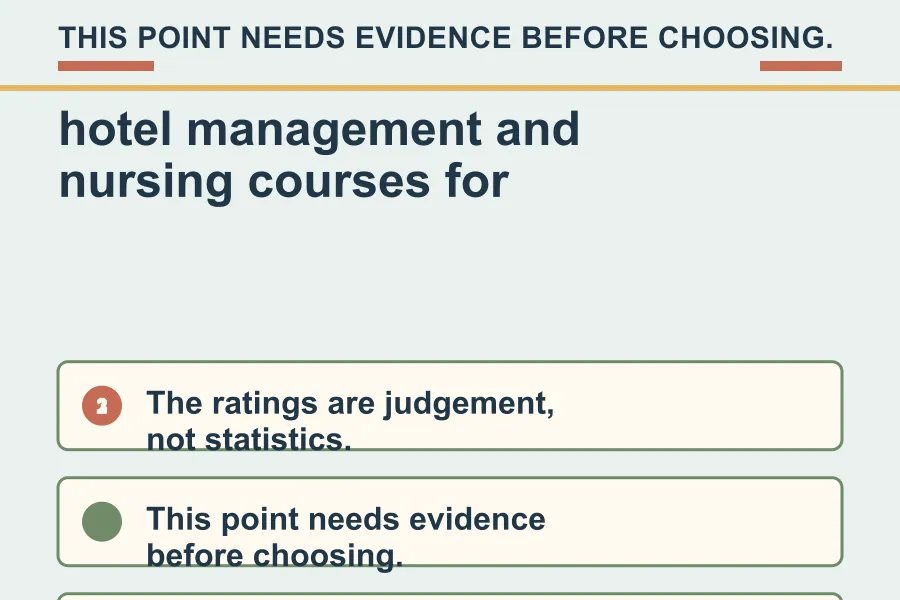 THIS POINT NEEDS EVIDENCE BEFORE CHOOSING.
hotel management and
nursing courses for
The ratings are judgement,
not statistics.
This point needs evidence
before choosing.